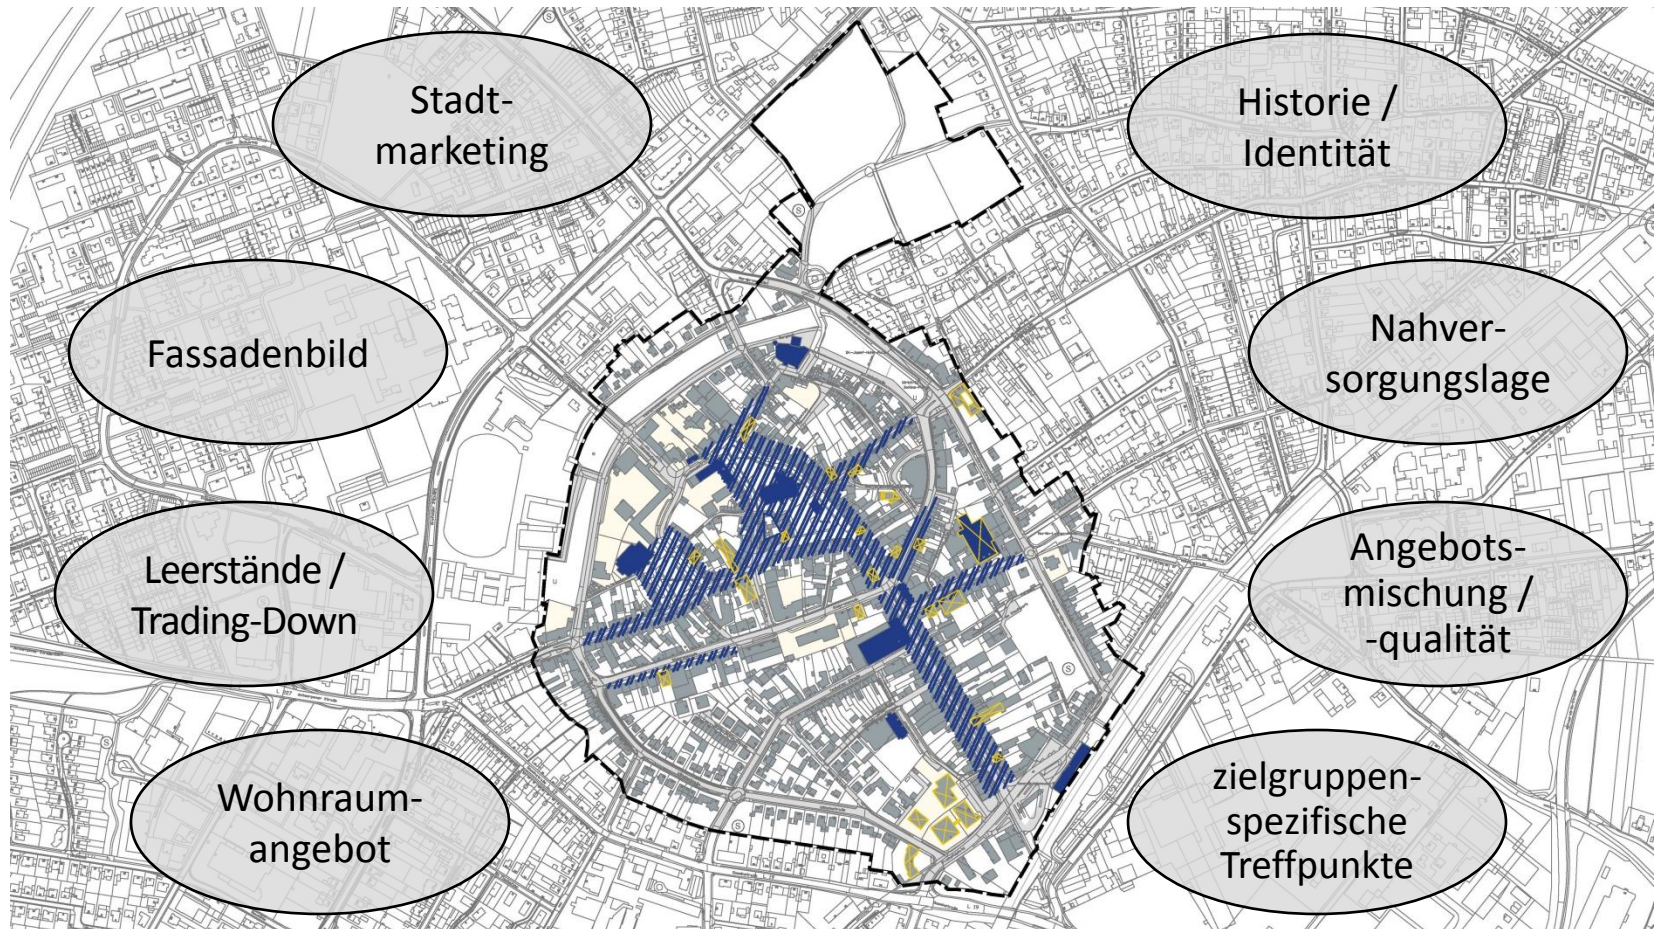 Stadt-
marketing
Historie /
Identität
Fassadenbild
Nahver-
sorgungslage
Leerstände /
Trading-Down
Angebots-
mischung /
-qualität
Wohnraum-
angebot
zielgruppen-
spezifische
Treffpunkte